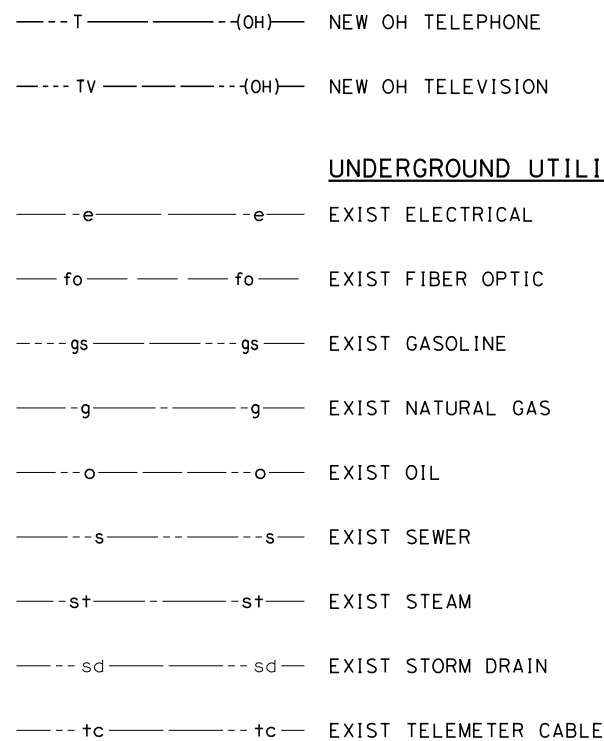 T (OH) NEW OH TELEPHONE
TV (OH) NEW OH TELEVISION
UNDERGROUND UTILI
e e EXIST ELECTRICAL
fo fo EXIST FIBER OPTIC
gs gs EXIST GASOLINE
g g EXIST NATURAL GAS
o o EXIST OIL
s s EXIST SEWER
st st EXIST STEAM
sd sd EXIST STORM DRAIN
tc tc EXIST TELEMETER CABLE